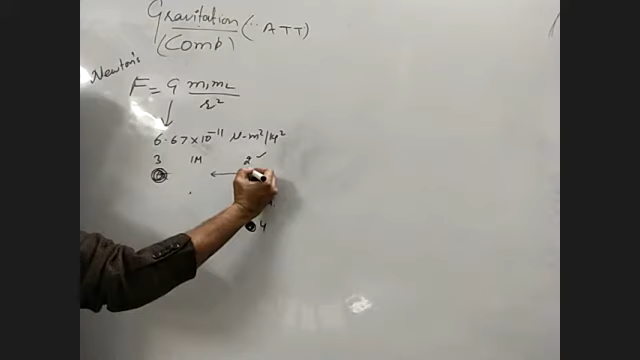 Gravitation (∵ ATT)
(Comb)
Newton's
F = G m₁m₂ / r²
6.67 × 10⁻¹¹ N-m²/kg²
3 1M 2 ✓
4